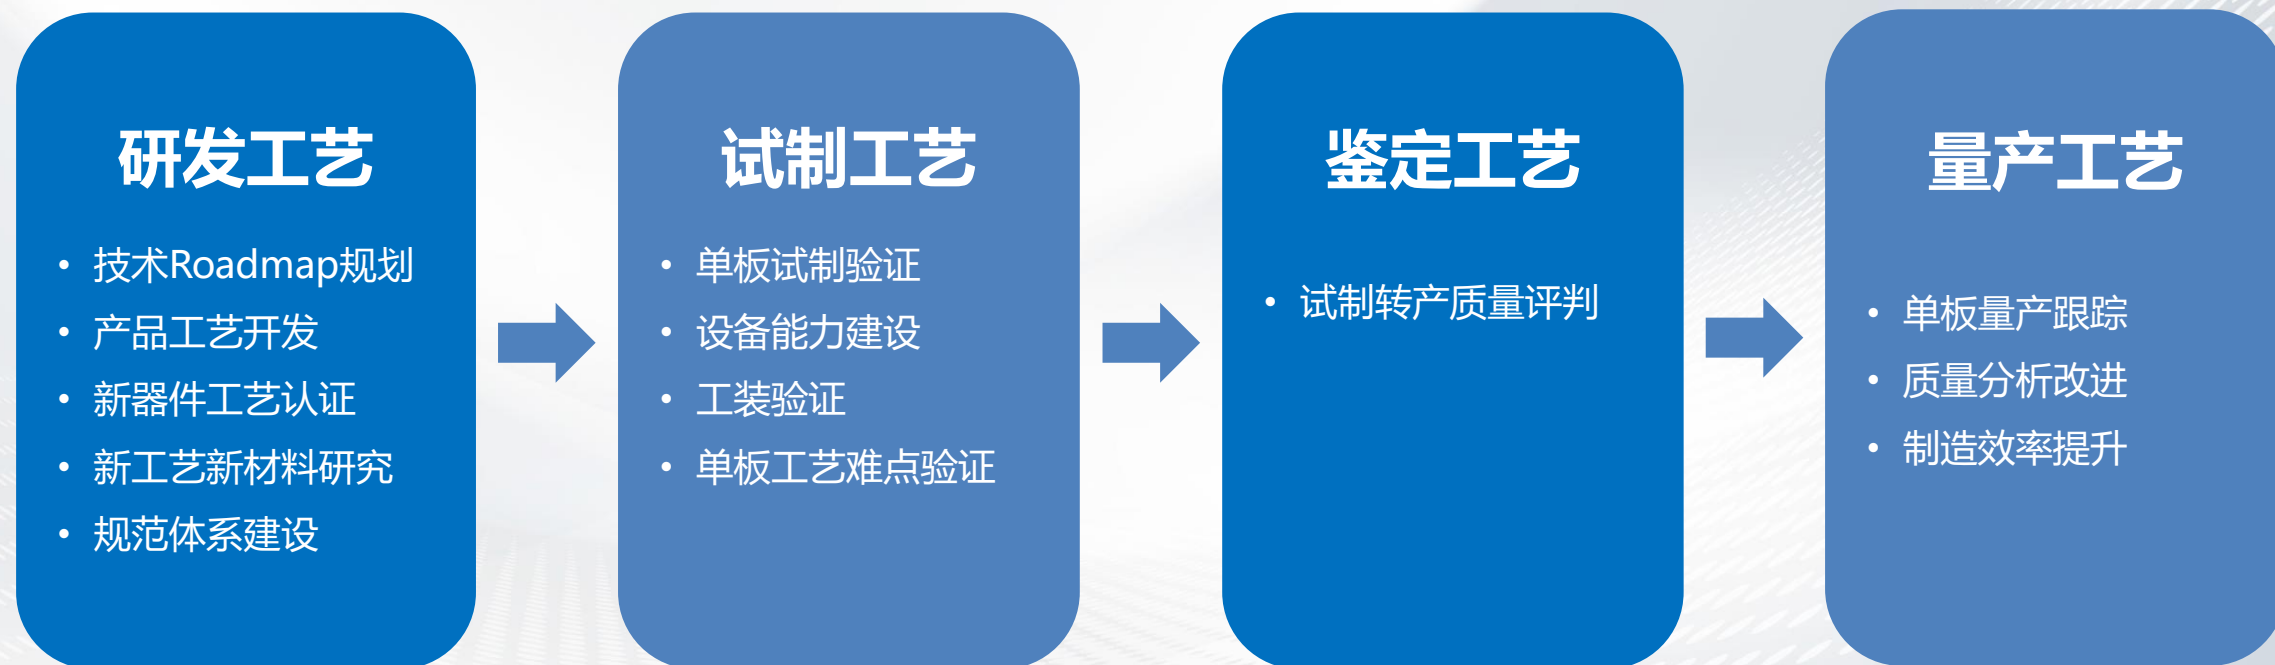 研发工艺
• 技术Roadmap规划
• 产品工艺开发
• 新器件工艺认证
• 新工艺新材料研究
• 规范体系建设
试制工艺
• 单板试制验证
• 设备能力建设
• 工装验证
• 单板工艺难点验证
鉴定工艺
• 试制转产质量评判
量产工艺
• 单板量产跟踪
• 质量分析改进
• 制造效率提升